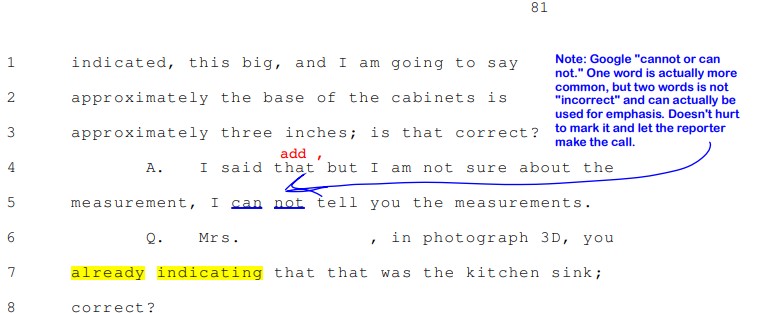 81
1 indicated, this big, and I am going to say
Note: Google "cannot or can
not." One word is actually more
common, but two words is not
"incorrect" and can actually be
used for emphasis. Doesn't hurt
to mark it and let the reporter
make the call.
2 approximately the base of the cabinets is
3 approximately three inches; is that correct?
add ,
4 A. I said that but I am not sure about the
5 measurement, I can not tell you the measurements.
6 Q. Mrs. , in photograph 3D, you
7 already indicating that that was the kitchen sink;
8 correct?